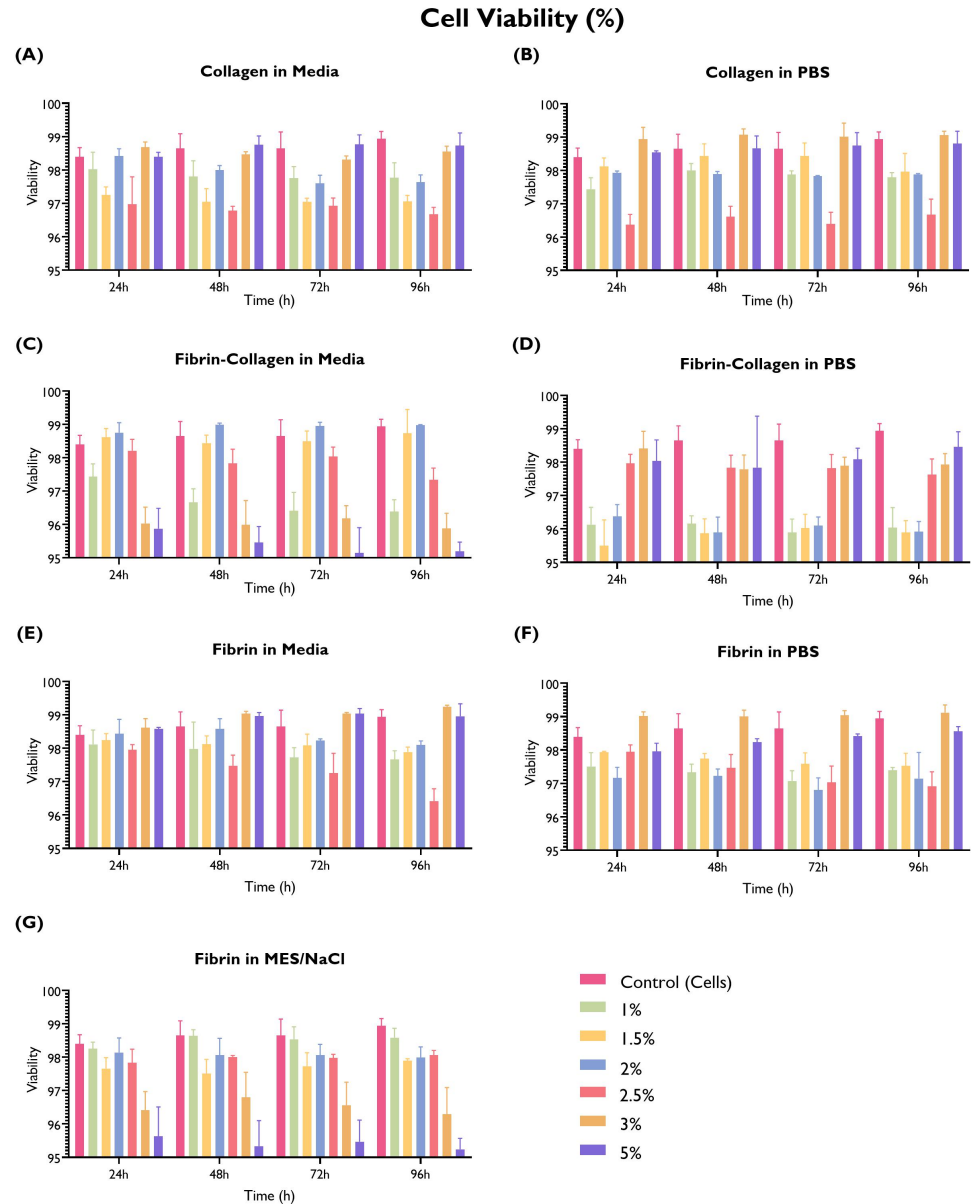 Cell Viability (%)
(A)
Collagen in Media
100
99
98
97
96
95
Viability
24h
48h
72h
96h
Time (h)
(B)
Collagen in PBS
100
99
98
97
96
95
Viability
24h
48h
72h
96h
Time (h)
(C)
Fibrin-Collagen in Media
100
99
98
97
96
95
Viability
24h
48h
72h
96h
Time (h)
(D)
Fibrin-Collagen in PBS
100
99
98
97
96
95
Viability
24h
48h
72h
96h
Time (h)
(E)
Fibrin in Media
100
99
98
97
96
95
Viability
24h
48h
72h
96h
Time (h)
(F)
Fibrin in PBS
100
99
98
97
96
95
Viability
24h
48h
72h
96h
Time (h)
(G)
Fibrin in MES/NaCl
100
99
98
97
96
95
Viability
24h
48h
72h
96h
Time (h)
Control (Cells)
1%
1.5%
2%
2.5%
3%
5%